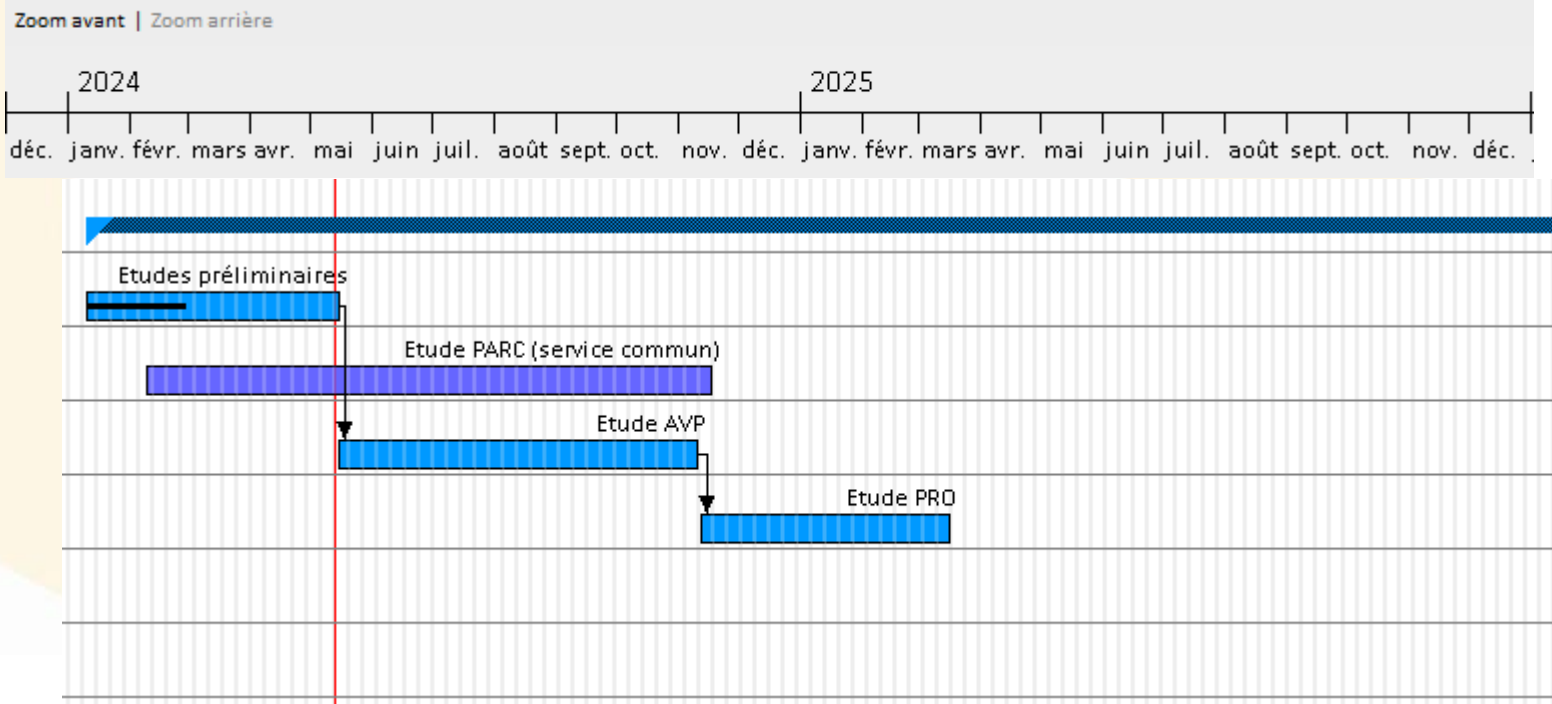 Zoom avant | Zoom arrière
2024 2025
déc. janv. févr. mars avr. mai juin juil. août sept. oct. nov. déc. janv. févr. mars avr. mai juin juil. août sept. oct. nov. déc.
Etudes préliminaires
Etude PARC (service commun)
Etude AVP
Etude PRO